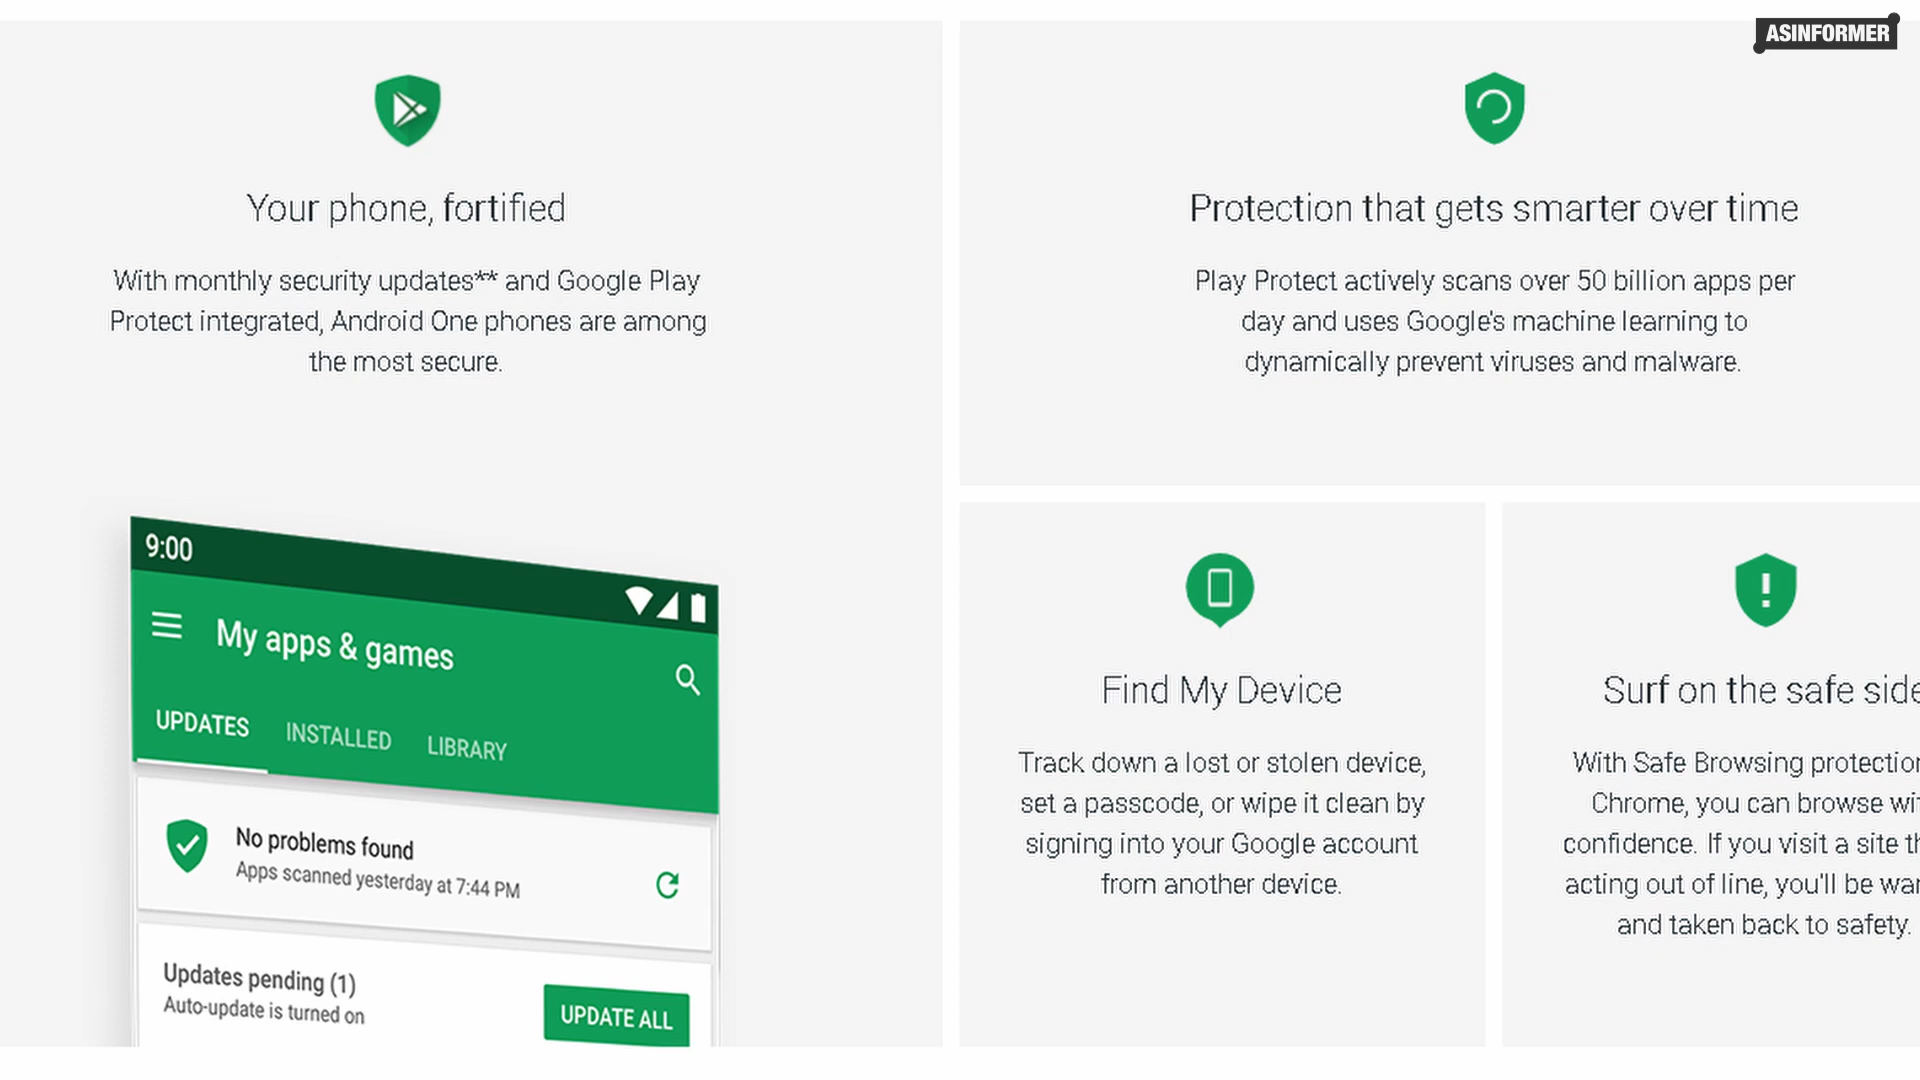 ASINFORMER
Your phone, fortified
With monthly security updates** and Google Play
Protect integrated, Android One phones are among
the most secure.
9:00
My apps & games
UPDATES INSTALLED LIBRARY
No problems found
Apps scanned yesterday at 7:44 PM
Updates pending (1)
Auto-update is turned on
UPDATE ALL
Protection that gets smarter over time
Play Protect actively scans over 50 billion apps per
day and uses Google's machine learning to
dynamically prevent viruses and malware.
Find My Device
Track down a lost or stolen device,
set a passcode, or wipe it clean by
signing into your Google account
from another device.
Surf on the safe side
With Safe Browsing protection
Chrome, you can browse
confidence. If you visit a site
acting out of line, you'll be
and taken back to safety.